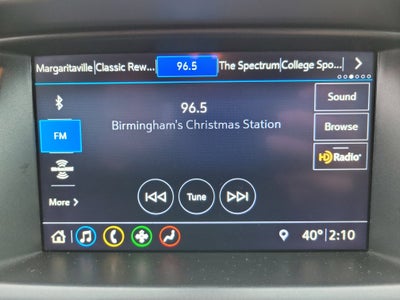 Margaritaville Classic Rew... 96.5 The Spectrum College Spo...
96.5
Birmingham's Christmas Station
Sound
FM
Browse
HD Radio
More >
Tune
40° 2:10